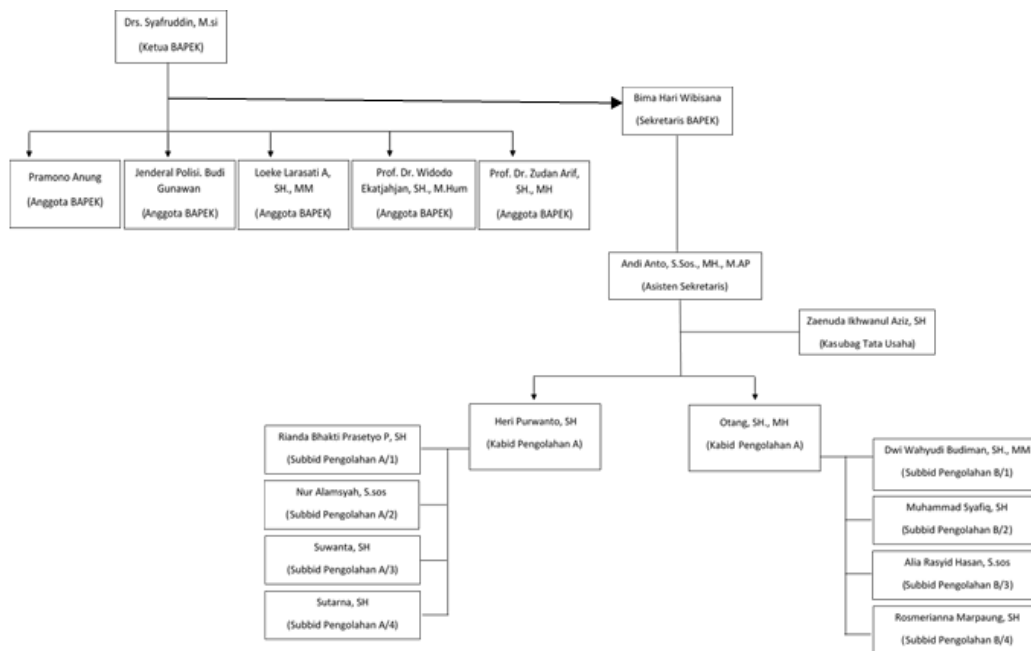 Drs. Syafruddin, M.si
(Ketua BAPEK)
Bima Hari Wibisana
(Sekretaris BAPEK)
Pramono Anung
(Anggota BAPEK)
Jenderal Polisi. Budi
Gunawan
(Anggota BAPEK)
Loeke Larasati A,
SH., MM
(Anggota BAPEK)
Prof. Dr. Widodo
Ekatjahjan, SH., M.Hum
(Anggota BAPEK)
Prof. Dr. Zudan Arif,
SH., MH
(Anggota BAPEK)
Andi Anto, S.Sos., MH., M.AP
(Asisten Sekretaris)
Zaenuda Ikhwanul Aziz, SH
(Kasubag Tata Usaha)
Heri Purwanto, SH
(Kabid Pengolahan A)
Otang, SH., MH
(Kabid Pengolahan A)
Rianda Bhakti Prasetyo P, SH
(Subbid Pengolahan A/1)
Nur Alamsyah, S.sos
(Subbid Pengolahan A/2)
Suwanta, SH
(Subbid Pengolahan A/3)
Sutarna, SH
(Subbid Pengolahan A/4)
Dwi Wahyudi Budiman, SH., MM
(Subbid Pengolahan B/1)
Muhammad Syafiq, SH
(Subbid Pengolahan B/2)
Alia Rasyid Hasan, S.sos
(Subbid Pengolahan B/3)
Rosmerianna Marpaung, SH
(Subbid Pengolahan B/4)